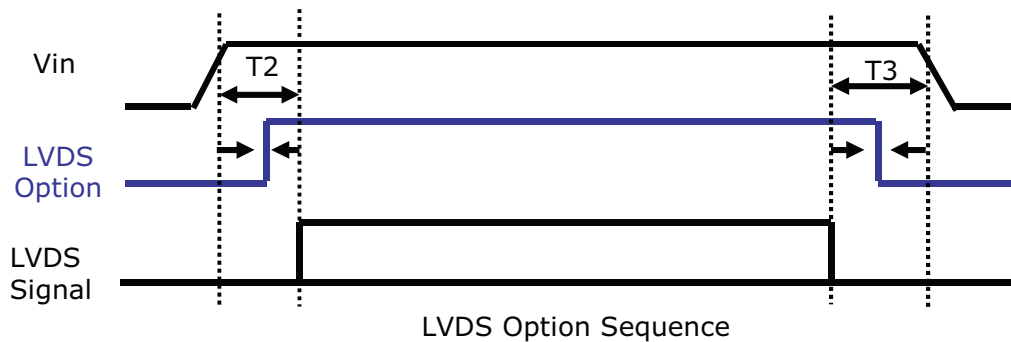 Vin
T2
T3
LVDS
Option
LVDS
Signal
LVDS Option Sequence